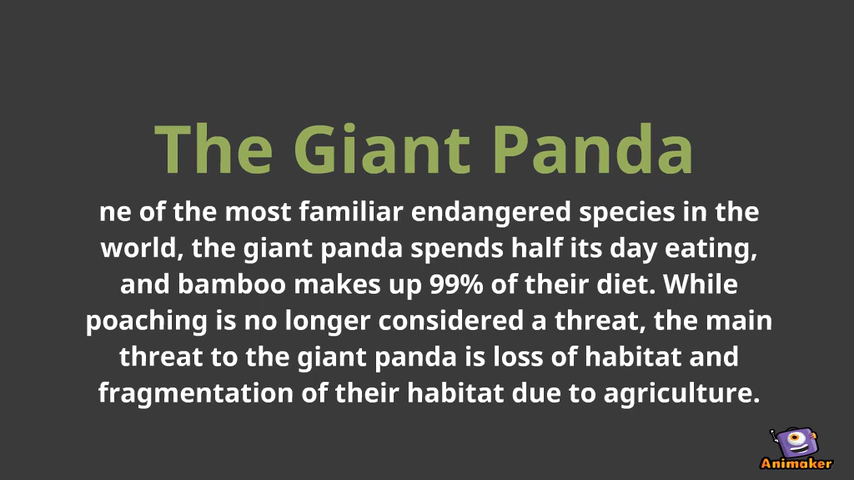 The Giant Panda
ne of the most familiar endangered species in the
world, the giant panda spends half its day eating,
and bamboo makes up 99% of their diet. While
poaching is no longer considered a threat, the main
threat to the giant panda is loss of habitat and
fragmentation of their habitat due to agriculture.
Animaker